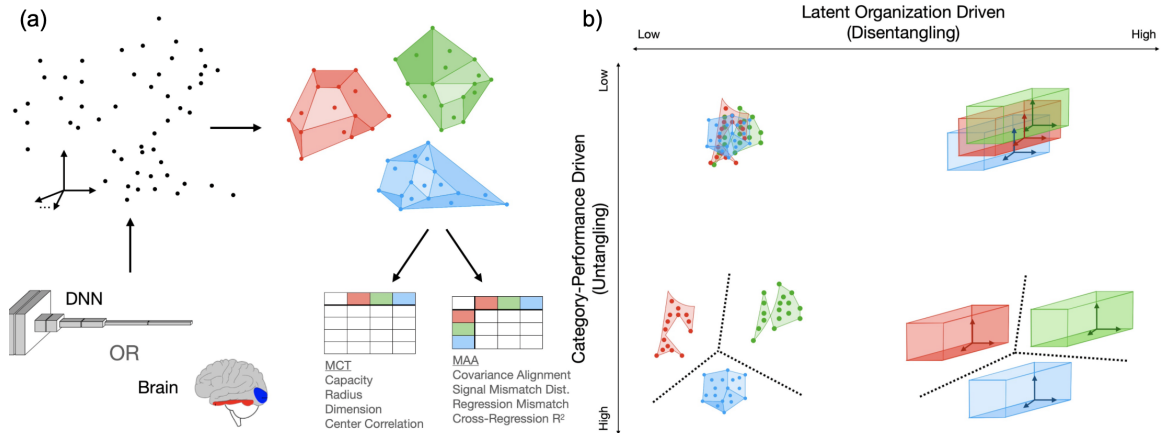 (a)
...
DNN
OR
Brain
MCT
Capacity
Radius
Dimension
Center Correlation
MAA
Covariance Alignment
Signal Mismatch Dist.
Regression Mismatch
Cross-Regression R²
b)
Latent Organization Driven
(Disentangling)
Low
High
Category-Performance Driven
(Untangling)
Low
High